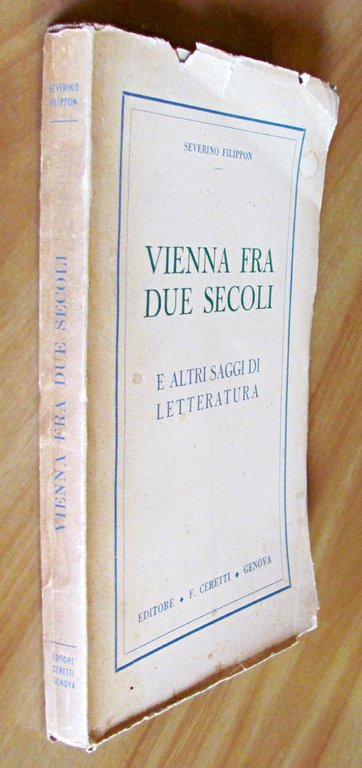 SEVERINO
FILIPPON
VIENNA FRA DUE SECOLI
EDITORE
CERETTI
GENOVA
SEVERINO FILIPPON
VIENNA FRA
DUE SECOLI
E ALTRI SAGGI DI
LETTERATURA
EDITORE • F. CERETTI • GENOVA